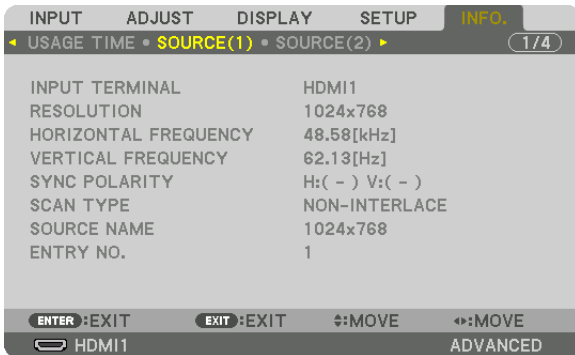 INPUT ADJUST DISPLAY SETUP INFO.
◄ USAGE TIME • SOURCE(1) • SOURCE(2) ► 1/4
INPUT TERMINAL HDMI1
RESOLUTION 1024x768
HORIZONTAL FREQUENCY 48.58[kHz]
VERTICAL FREQUENCY 62.13[Hz]
SYNC POLARITY H:( - ) V:( - )
SCAN TYPE NON-INTERLACE
SOURCE NAME 1024x768
ENTRY NO. 1
ENTER :EXIT EXIT :EXIT :MOVE :MOVE
HDMI1 ADVANCED